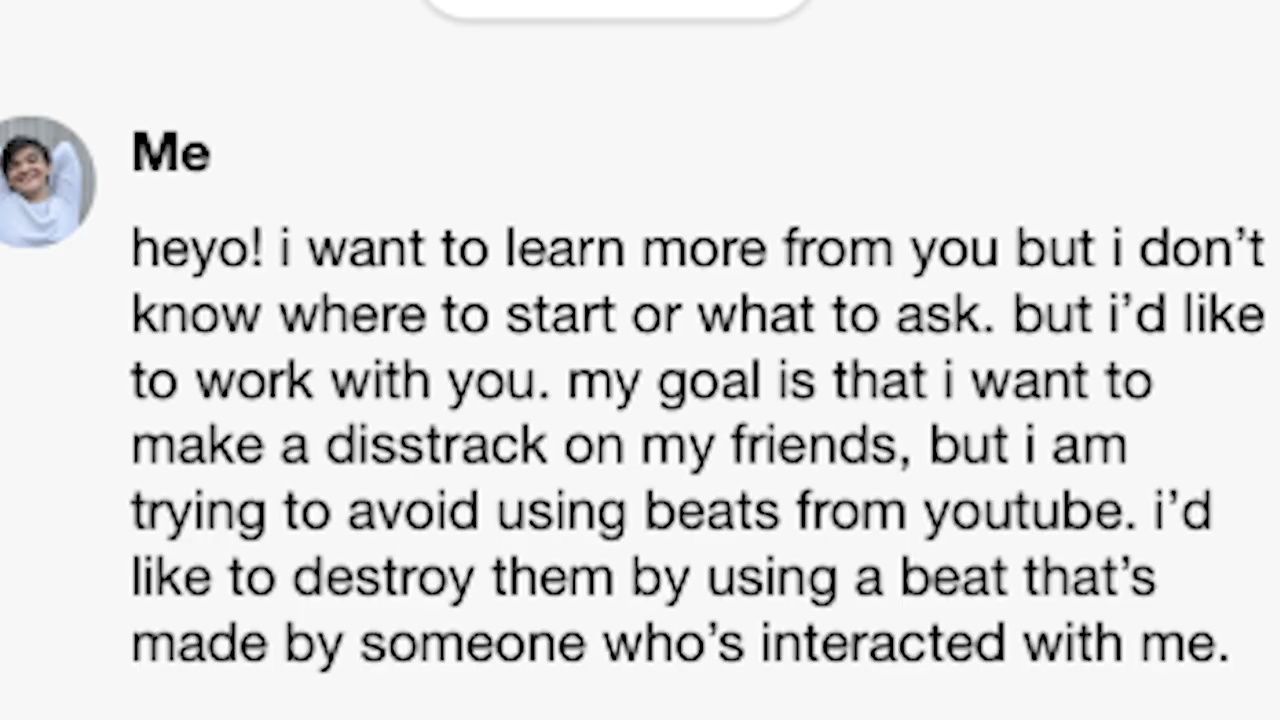 Me
heyo! i want to learn more from you but i don’t
know where to start or what to ask. but i’d like
to work with you. my goal is that i want to
make a disstrack on my friends, but i am
trying to avoid using beats from youtube. i’d
like to destroy them by using a beat that’s
made by someone who’s interacted with me.